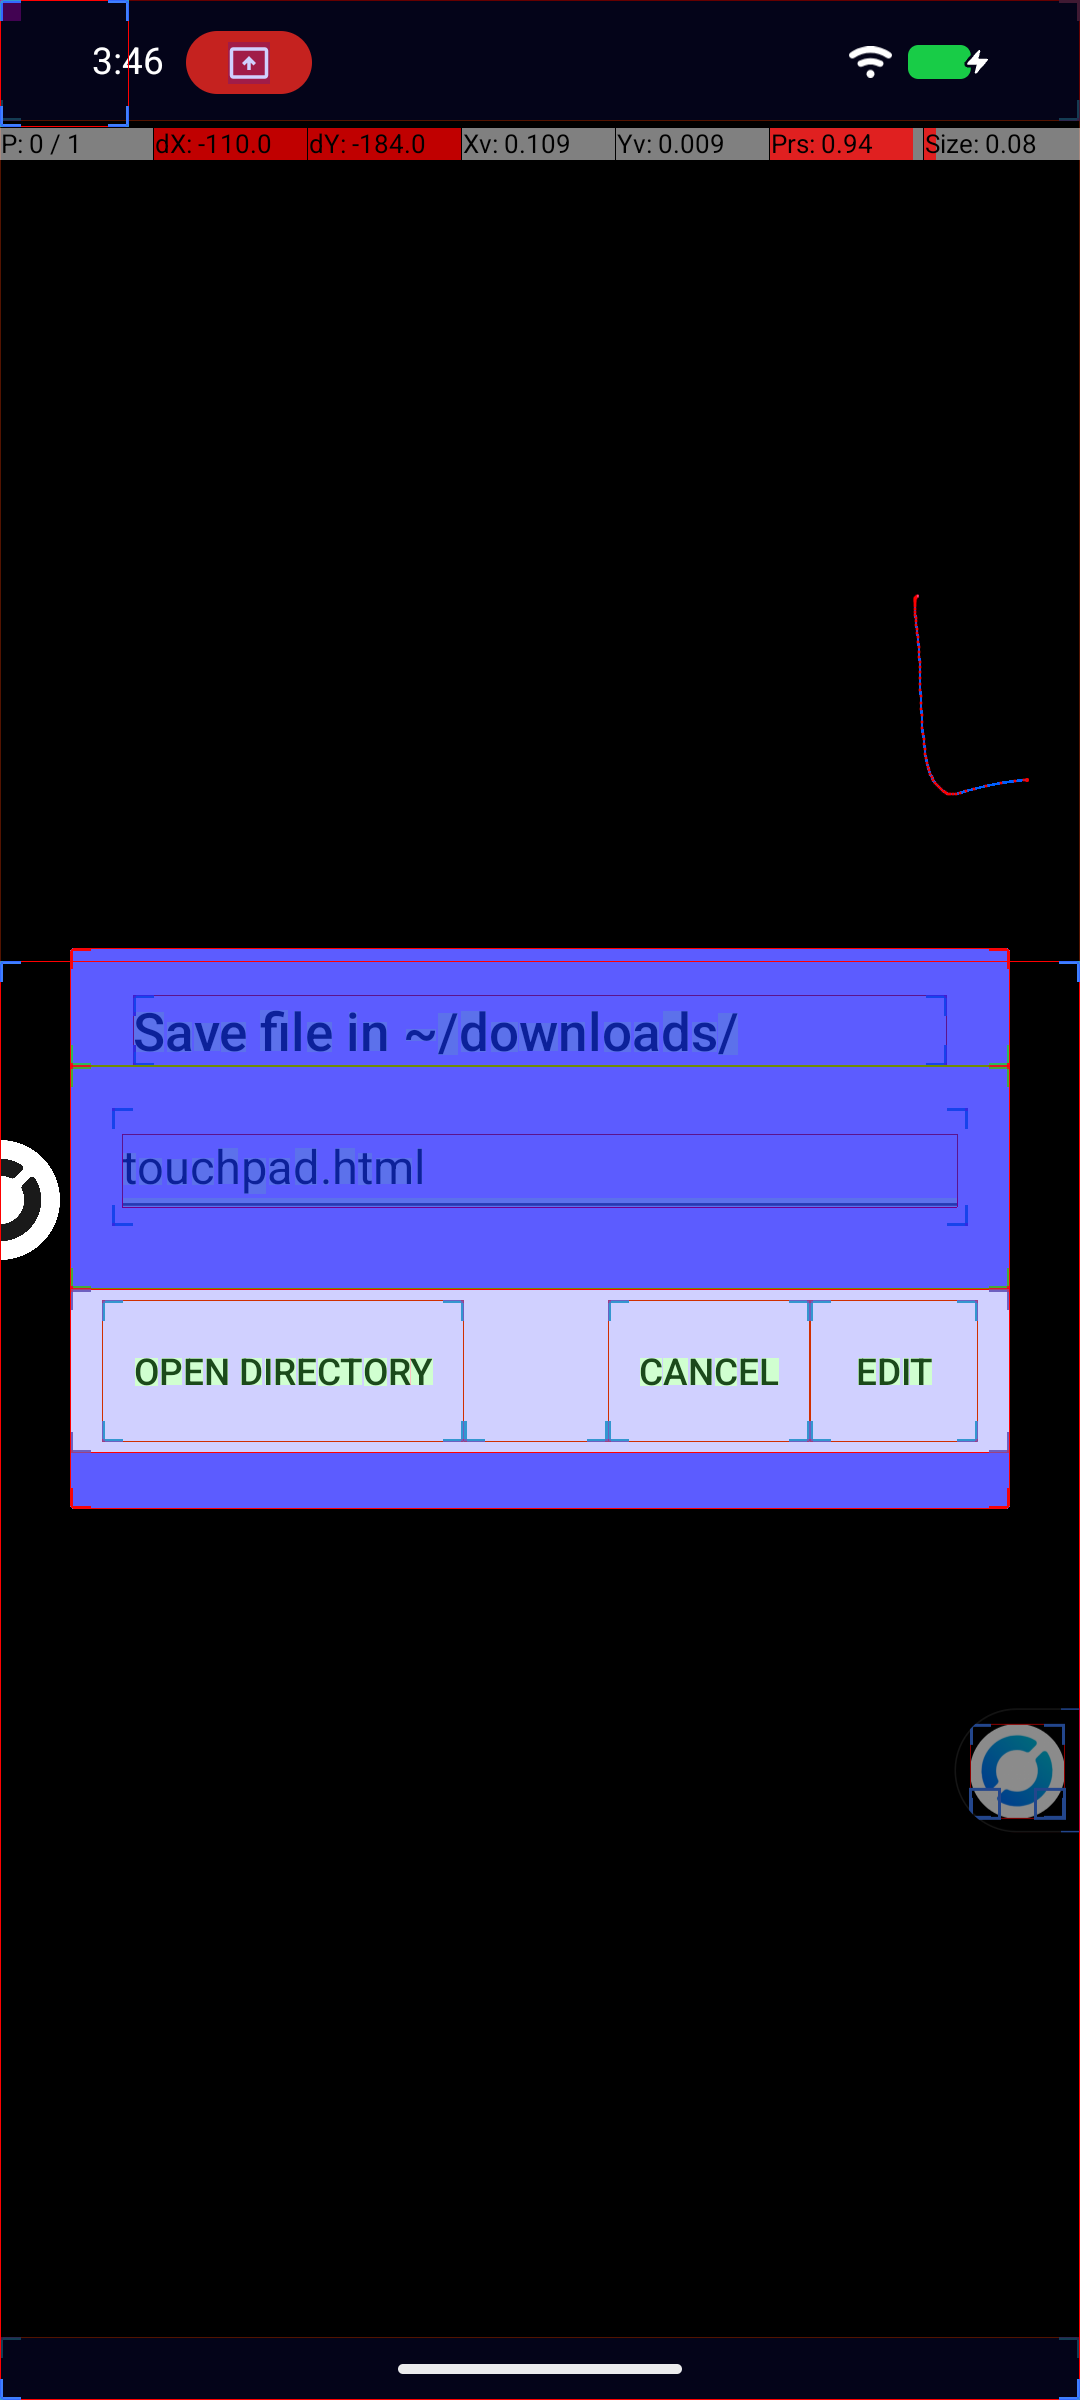 3:46
P: 0 / 1 dX: -110.0 dY: -184.0 Xv: 0.109 Yv: 0.009 Prs: 0.94 Size: 0.08
Save file in ~/downloads/
touchpad.html
OPEN DIRECTORY CANCEL EDIT